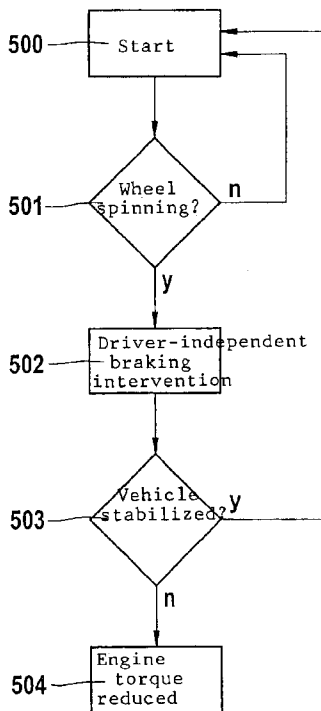 500
Start
501
Wheel
spinning?
n
y
502
Driver-independent
braking
intervention
503
Vehicle
stabilized?
y
n
504
Engine
torque
reduced